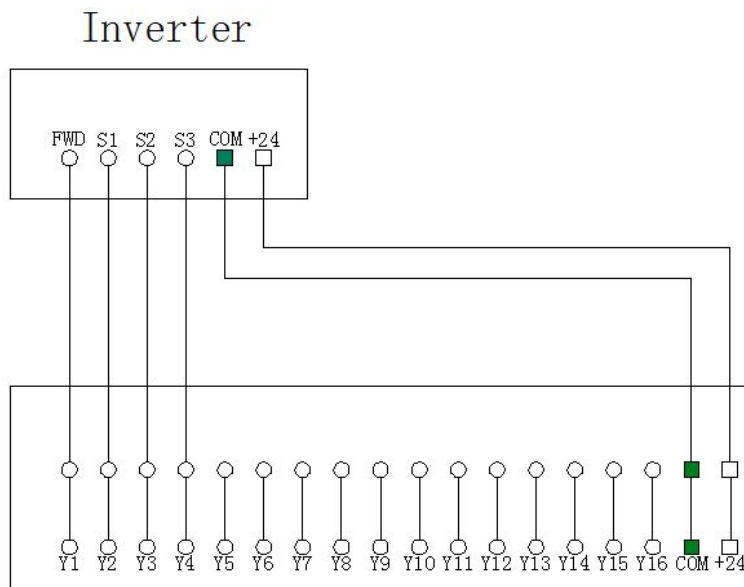 Inverter
FWD S1 S2 S3 COM +24
Y1 Y2 Y3 Y4 Y5 Y6 Y7 Y8 Y9 Y10 Y11 Y12 Y13 Y14 Y15 Y16 COM +24